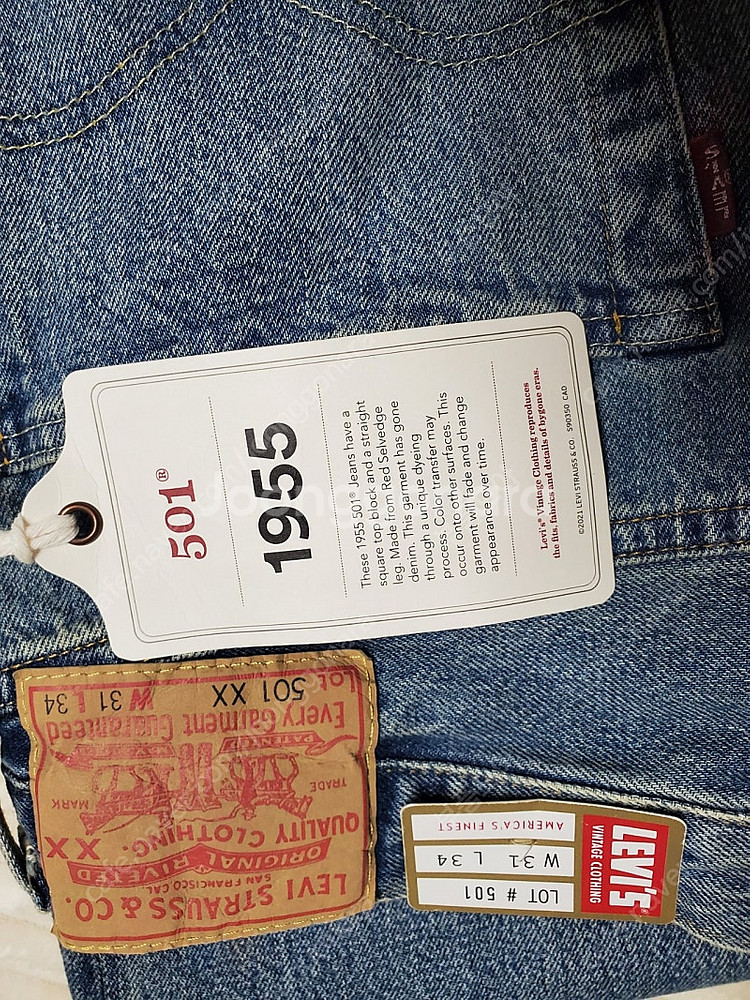 501®
1955
These 1955 501® Jeans have a
square top block and a straight
leg. Made from Red Selvedge
denim. This garment has gone
through a unique dyeing
process. Color transfer may
occur onto other surfaces. This
garment will fade and change
appearance over time.
Levi's® Vintage Clothing reproduces
the fits, fabrics and details of bygone eras.
©2021 LEVI STRAUSS & CO. S90350 CAD
LEVI STRAUSS & CO.
SAN FRANCISCO, CAL.
ORIGINAL RIVETED
QUALITY CLOTHING. XX
TRADE MARK
PATENTED
Every Garment Guaranteed
Lot 501 XX W 31 L 34
LEVI'S®
VINTAGE CLOTHING
LOT # 501
W 31 L 34
AMERICA'S FINEST
LEVI'S